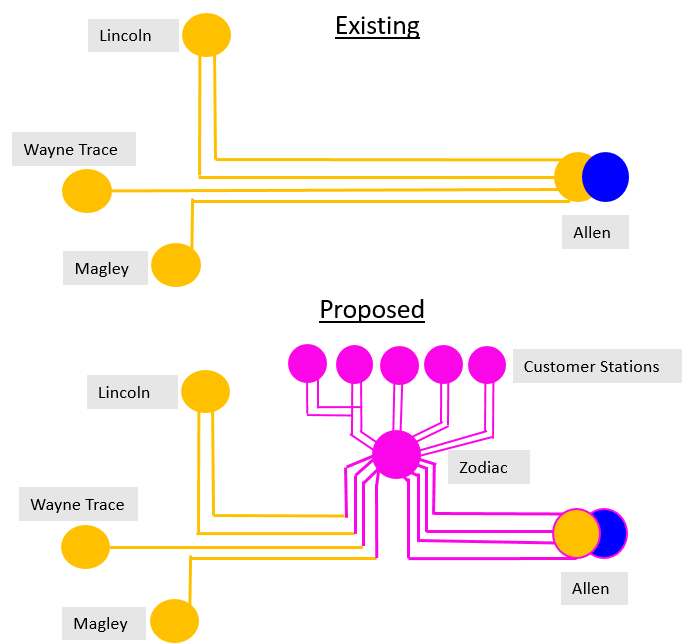 Existing
Lincoln
Wayne Trace
Allen
Magley
Proposed
Customer Stations
Lincoln
Zodiac
Wayne Trace
Allen
Magley